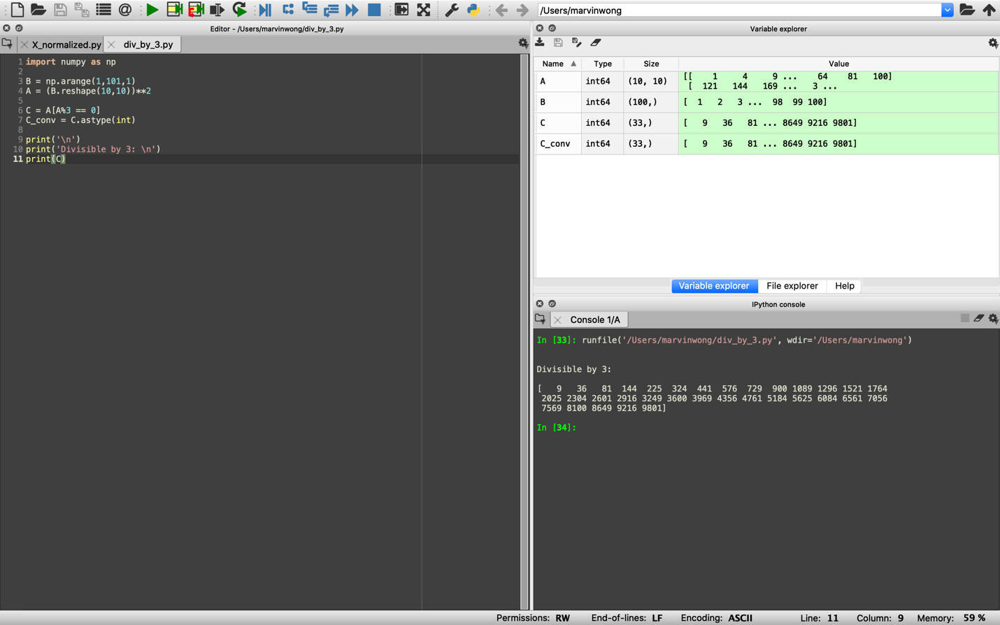 /Users/marvinwong
Editor - /Users/marvinwong/div_by_3.py
X_normalized.py
div_by_3.py
1 import numpy as np
2
3 B = np.arange(1,101,1)
4 A = (B.reshape(10,10))**2
5
6 C = A[A%3 == 0]
7 C_conv = C.astype(int)
8
9 print('\n')
10 print('Divisible by 3: \n')
11 print(C)
Variable explorer
Name Type Size Value
A int64 (10, 10) [[ 1 4 9 ... 64 81 100]
[ 121 144 169 ... 3 ...
B int64 (100,) [ 1 2 3 ... 98 99 100]
C int64 (33,) [ 9 36 81 ... 8649 9216 9801]
C_conv int64 (33,) [ 9 36 81 ... 8649 9216 9801]
Variable explorer File explorer Help
IPython console
Console 1/A
In [33]: runfile('/Users/marvinwong/div_by_3.py', wdir='/Users/marvinwong')
Divisible by 3:
[ 9 36 81 144 225 324 441 576 729 900 1089 1296 1521 1764
2025 2304 2601 2916 3249 3600 3969 4356 4761 5184 5625 6084 6561 7056
7569 8100 8649 9216 9801]
In [34]:
Permissions: RW End-of-lines: LF Encoding: ASCII Line: 11 Column: 9 Memory: 59 %